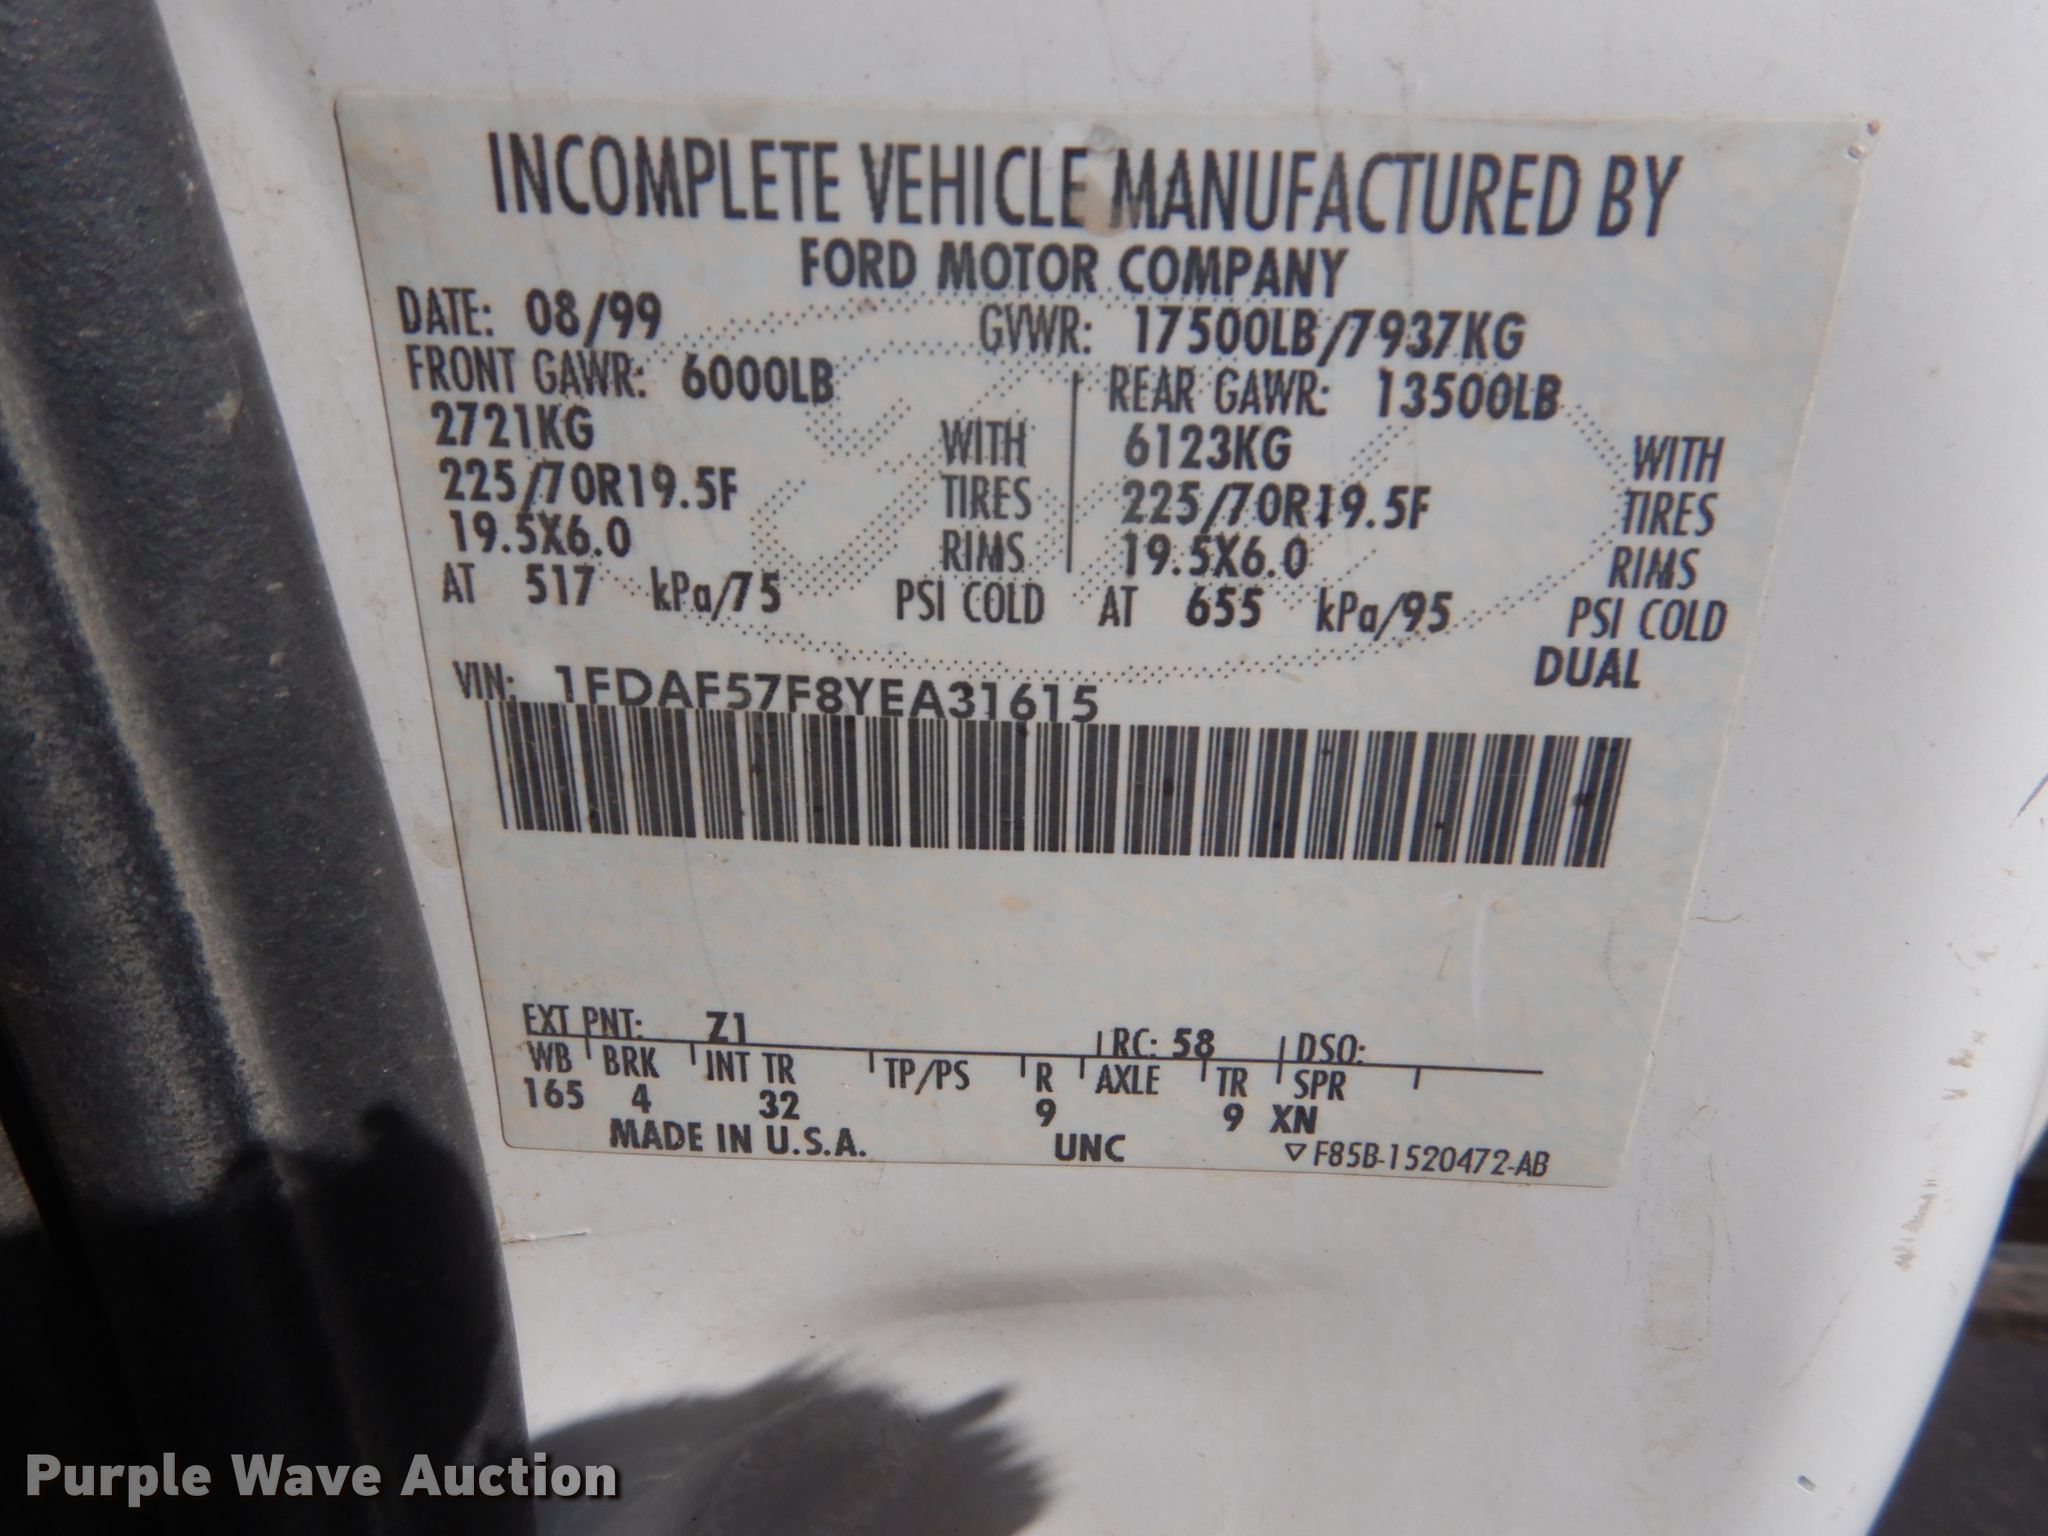 INCOMPLETE VEHICLE MANUFACTURED BY
FORD MOTOR COMPANY
DATE: 08/99 GVWR: 17500LB/7937KG
FRONT GAWR: 6000LB REAR GAWR: 13500LB
2721KG WITH 6123KG WITH
225/70R19.5F TIRES 225/70R19.5F TIRES
19.5X6.0 RIMS 19.5X6.0 RIMS
AT 517 kPa/75 PSI COLD AT 655 kPa/95 PSI COLD
DUAL
VIN: 1FDAF57F8YEA31615
EXT PNT: Z1 RC: 58 DSO:
WB BRK INT TR TP/PS R AXLE TR SPR
165 4 32 9 9 XN
MADE IN U.S.A. UNC ▽F85B-1520472-AB
Purple Wave Auction